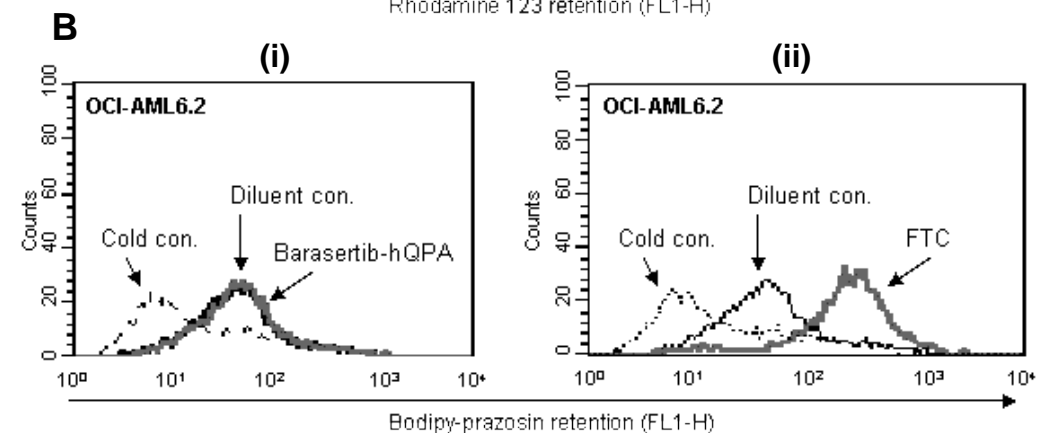 Rhodamine 123 retention (FL1-H)
B
(i)
(ii)
OCI-AML6.2
Counts
100
80
60
40
20
0
Diluent con.
Cold con.
Barasertib-hQPA
10⁰ 10¹ 10² 10³ 10⁴
OCI-AML6.2
Counts
100
80
60
40
20
0
Diluent con.
Cold con.
FTC
10⁰ 10¹ 10² 10³ 10⁴
Bodipy-prazosin retention (FL1-H)